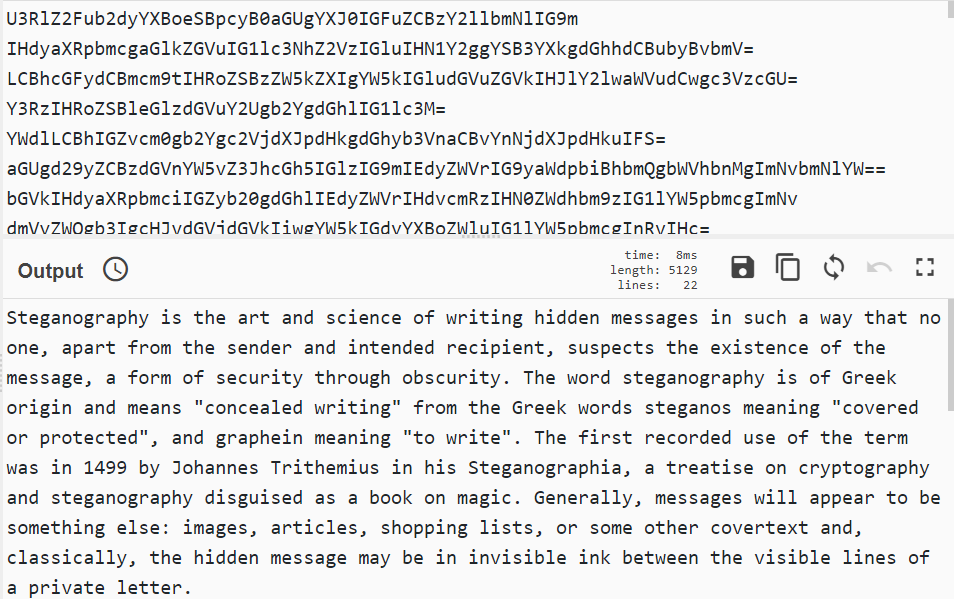 U3RlZ2Fub2dyYXBoeSBpcyB0aGUgYXJ0IGFuZCBzY2llbmNlIG9m
IHdyaXRpbmcgaGlkZGVuIG1lc3NhZ2VzIGluIHN1Y2ggYSB3YXkgdGhhdCBubyBvbmV=
LCBhcGFydCBmcm9tIHRoZSBzZW5kZXIgYW5kIGludGVuZGVkIHJlY2lwaWVudCwgc3VzcGU=
Y3RzIHRoZSBleGlzdGVuY2Ugb2YgdGhlIG1lc3M=
YWdlLCBhIGZvcm0gb2Ygc2VjdXJpdHkgdGhyb3VnaCBvYnNjdXJpdHkuIFS=
aGUgd29yZCBzdGVnYW5vZ3JhcGh5IGlzIG9mIEdyZWVrIG9yaWdpbiBhbmQgbWVhbnMgImNvbmNlYW==
bGVkIHdyaXRpbmciIGZyb20gdGhlIEdyZWVrIHdvcmRzIHN0ZWdhbm9zIG1lYW5pbmcgImNv
dmVyZWQgb3IgcHJvdGVjdGVkIiwgYW5kIGdyYXBoZWluIG1lYW5pbmcgInRvIHc=
Output
time: 8ms
length: 5129
lines: 22
Steganography is the art and science of writing hidden messages in such a way that no
one, apart from the sender and intended recipient, suspects the existence of the
message, a form of security through obscurity. The word steganography is of Greek
origin and means "concealed writing" from the Greek words steganos meaning "covered
or protected", and graphein meaning "to write". The first recorded use of the term
was in 1499 by Johannes Trithemius in his Steganographia, a treatise on cryptography
and steganography disguised as a book on magic. Generally, messages will appear to be
something else: images, articles, shopping lists, or some other covertext and,
classically, the hidden message may be in invisible ink between the visible lines of
a private letter.